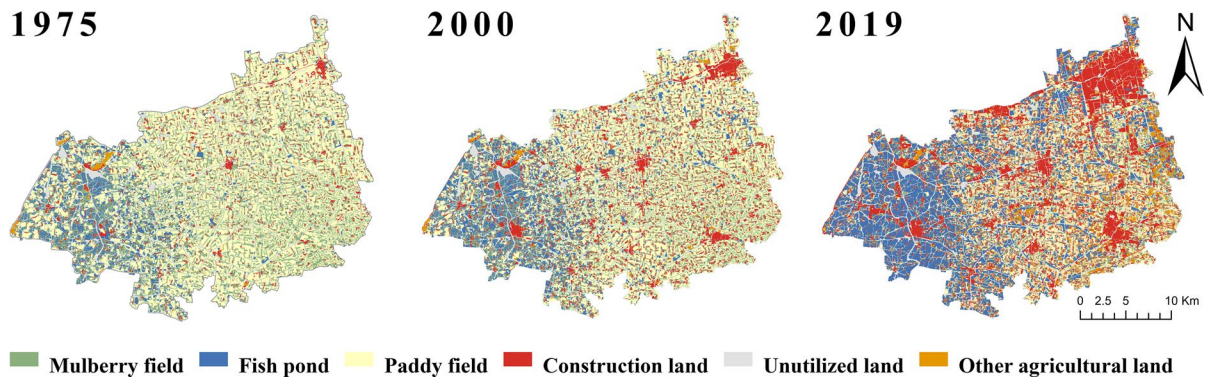 1975 2000 2019 N
0 2.5 5 10 Km
Mulberry field Fish pond Paddy field Construction land Unutilized land Other agricultural land